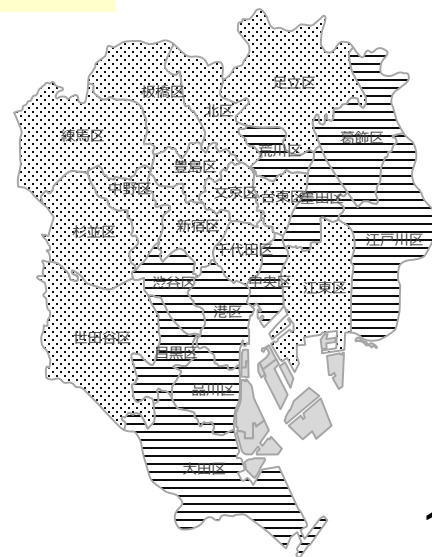 足立区
板橋区
北区
練馬区
葛飾区
荒川区
豊島区
中野区
文京区
台東区
墨田区
杉並区
新宿区
千代田区
江戸川区
渋谷区
中央区
江東区
港区
世田谷区
目黒区
品川区
大田区